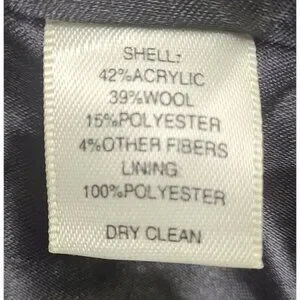 SHELL:
42%ACRYLIC
39%WOOL
15%POLYESTER
4%OTHER FIBERS
LINING
100%POLYESTER
DRY CLEAN